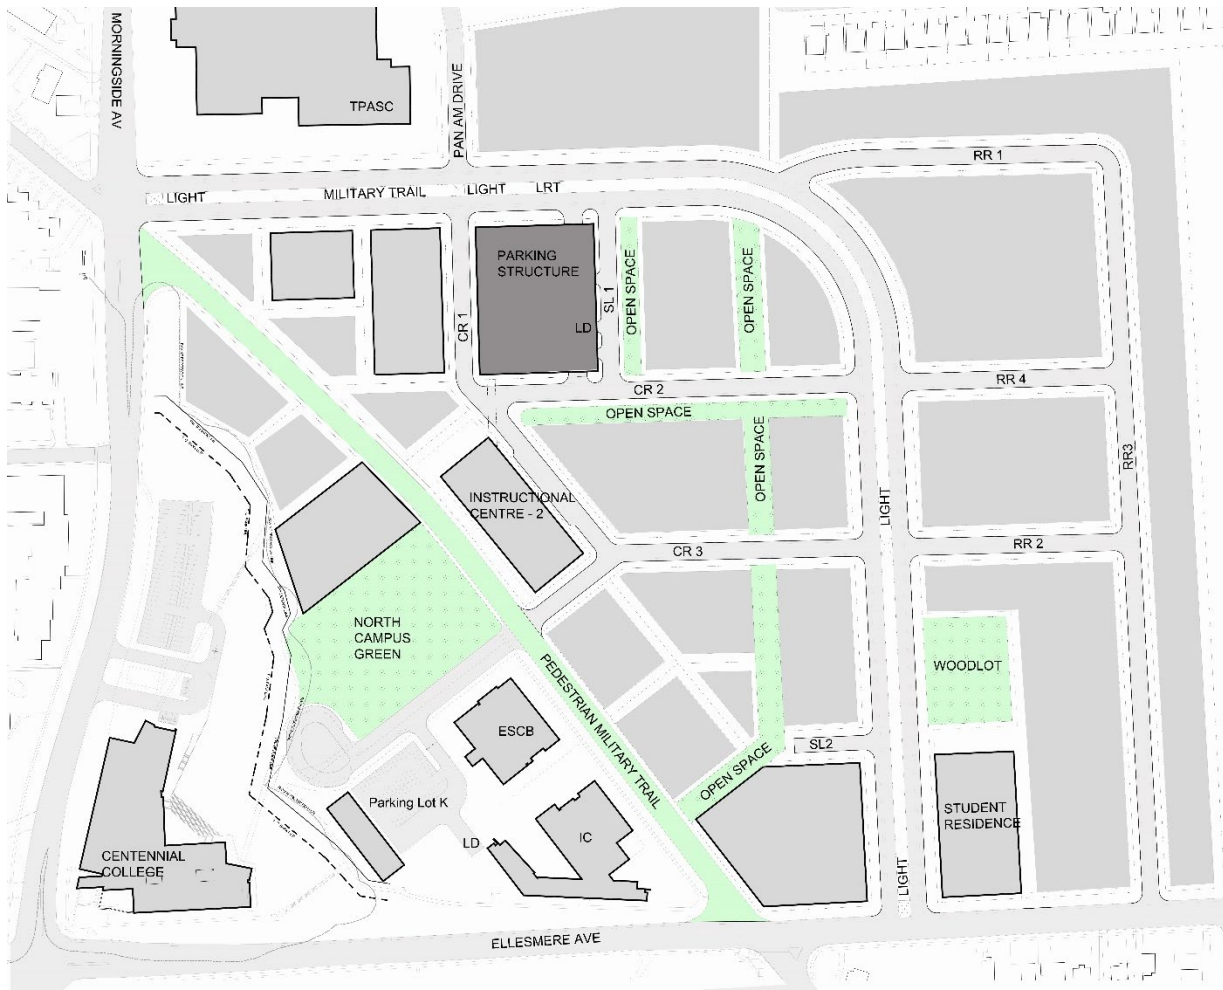 MORNINGSIDE AV
TPASC
PAN AM DRIVE
RR 1
LIGHT
MILITARY TRAIL
LIGHT
LRT
PARKING
STRUCTURE
LD
CR 1
SL 1
OPEN SPACE
OPEN SPACE
CR 2
RR 4
OPEN SPACE
OPEN SPACE
RR3
INSTRUCTIONAL
CENTRE - 2
LIGHT
CR 3
RR 2
NORTH
CAMPUS
GREEN
PEDESTRIAN MILITARY TRAIL
WOODLOT
ESCB
SL2
OPEN SPACE
Parking Lot K
STUDENT
RESIDENCE
LD
IC
CENTENNIAL
COLLEGE
LIGHT
ELLESMERE AVE